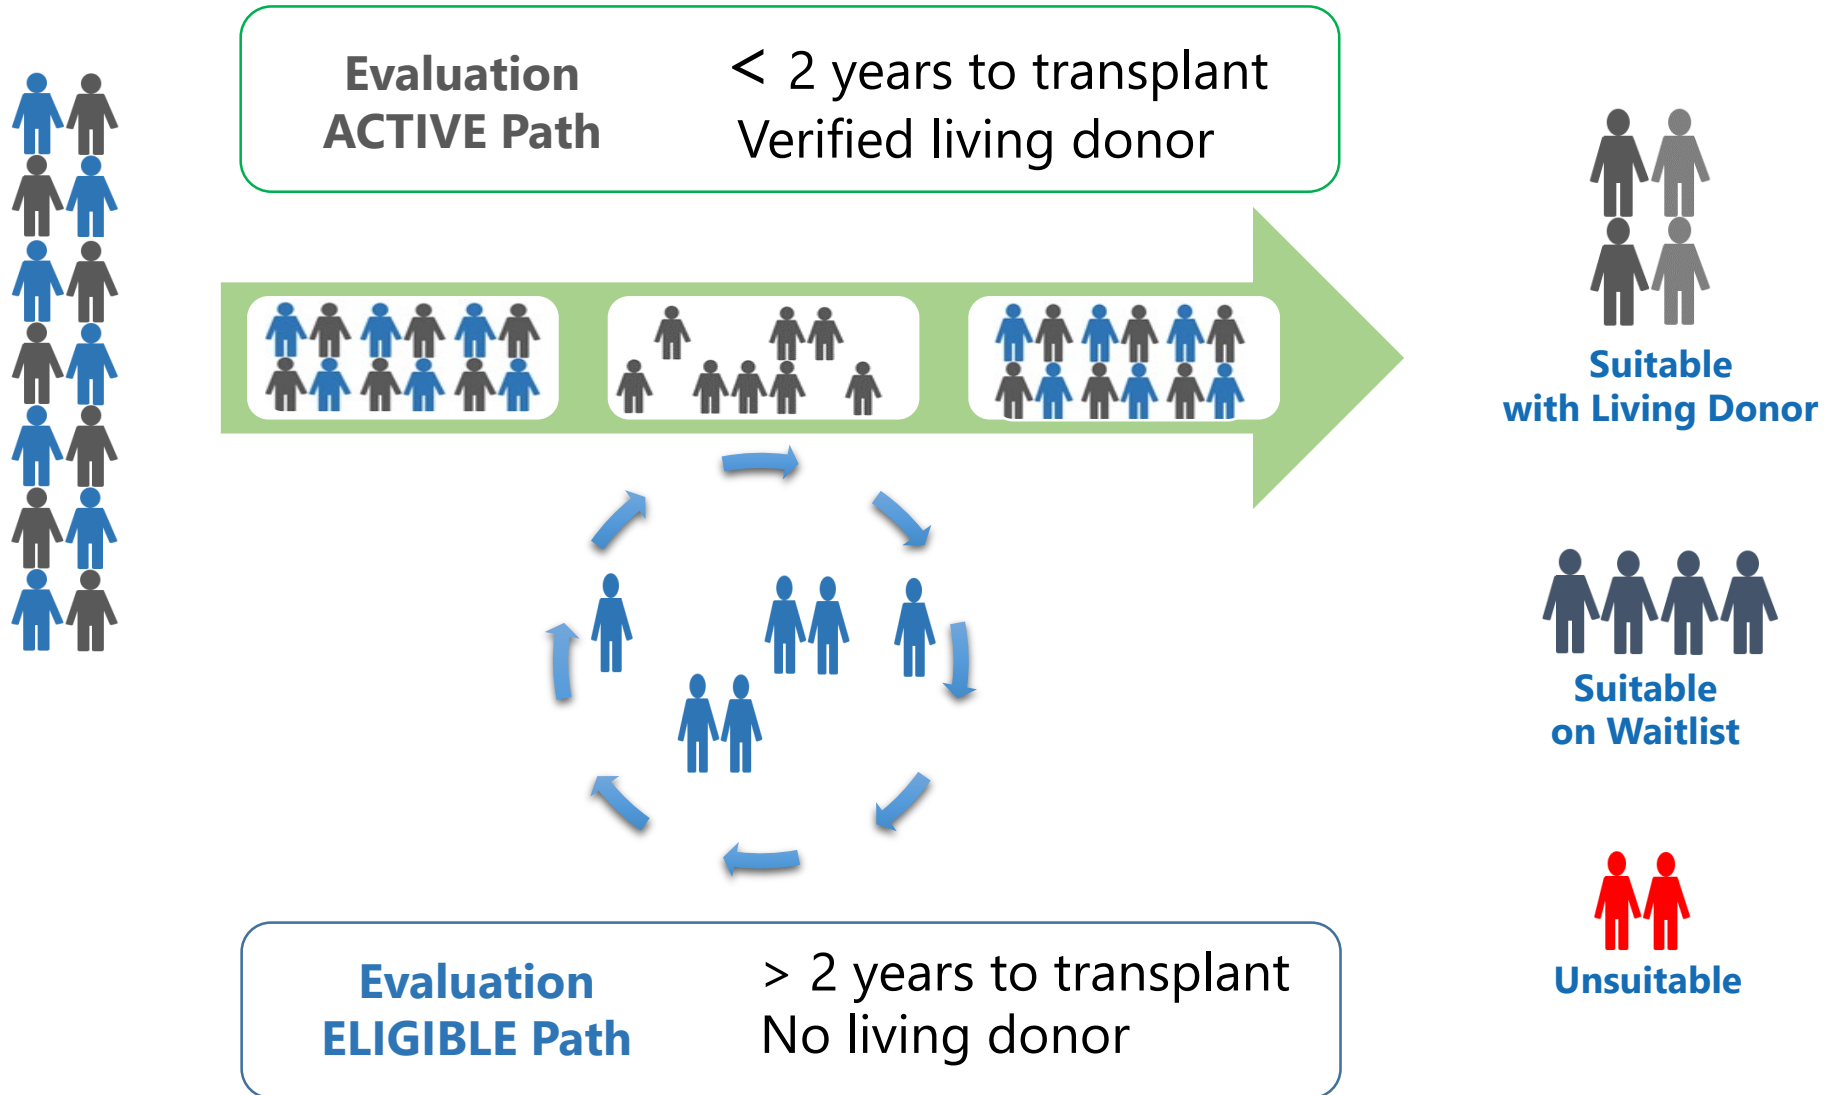 Evaluation
ACTIVE Path
< 2 years to transplant
Verified living donor
Suitable
with Living Donor
Suitable
on Waitlist
Unsuitable
Evaluation
ELIGIBLE Path
> 2 years to transplant
No living donor